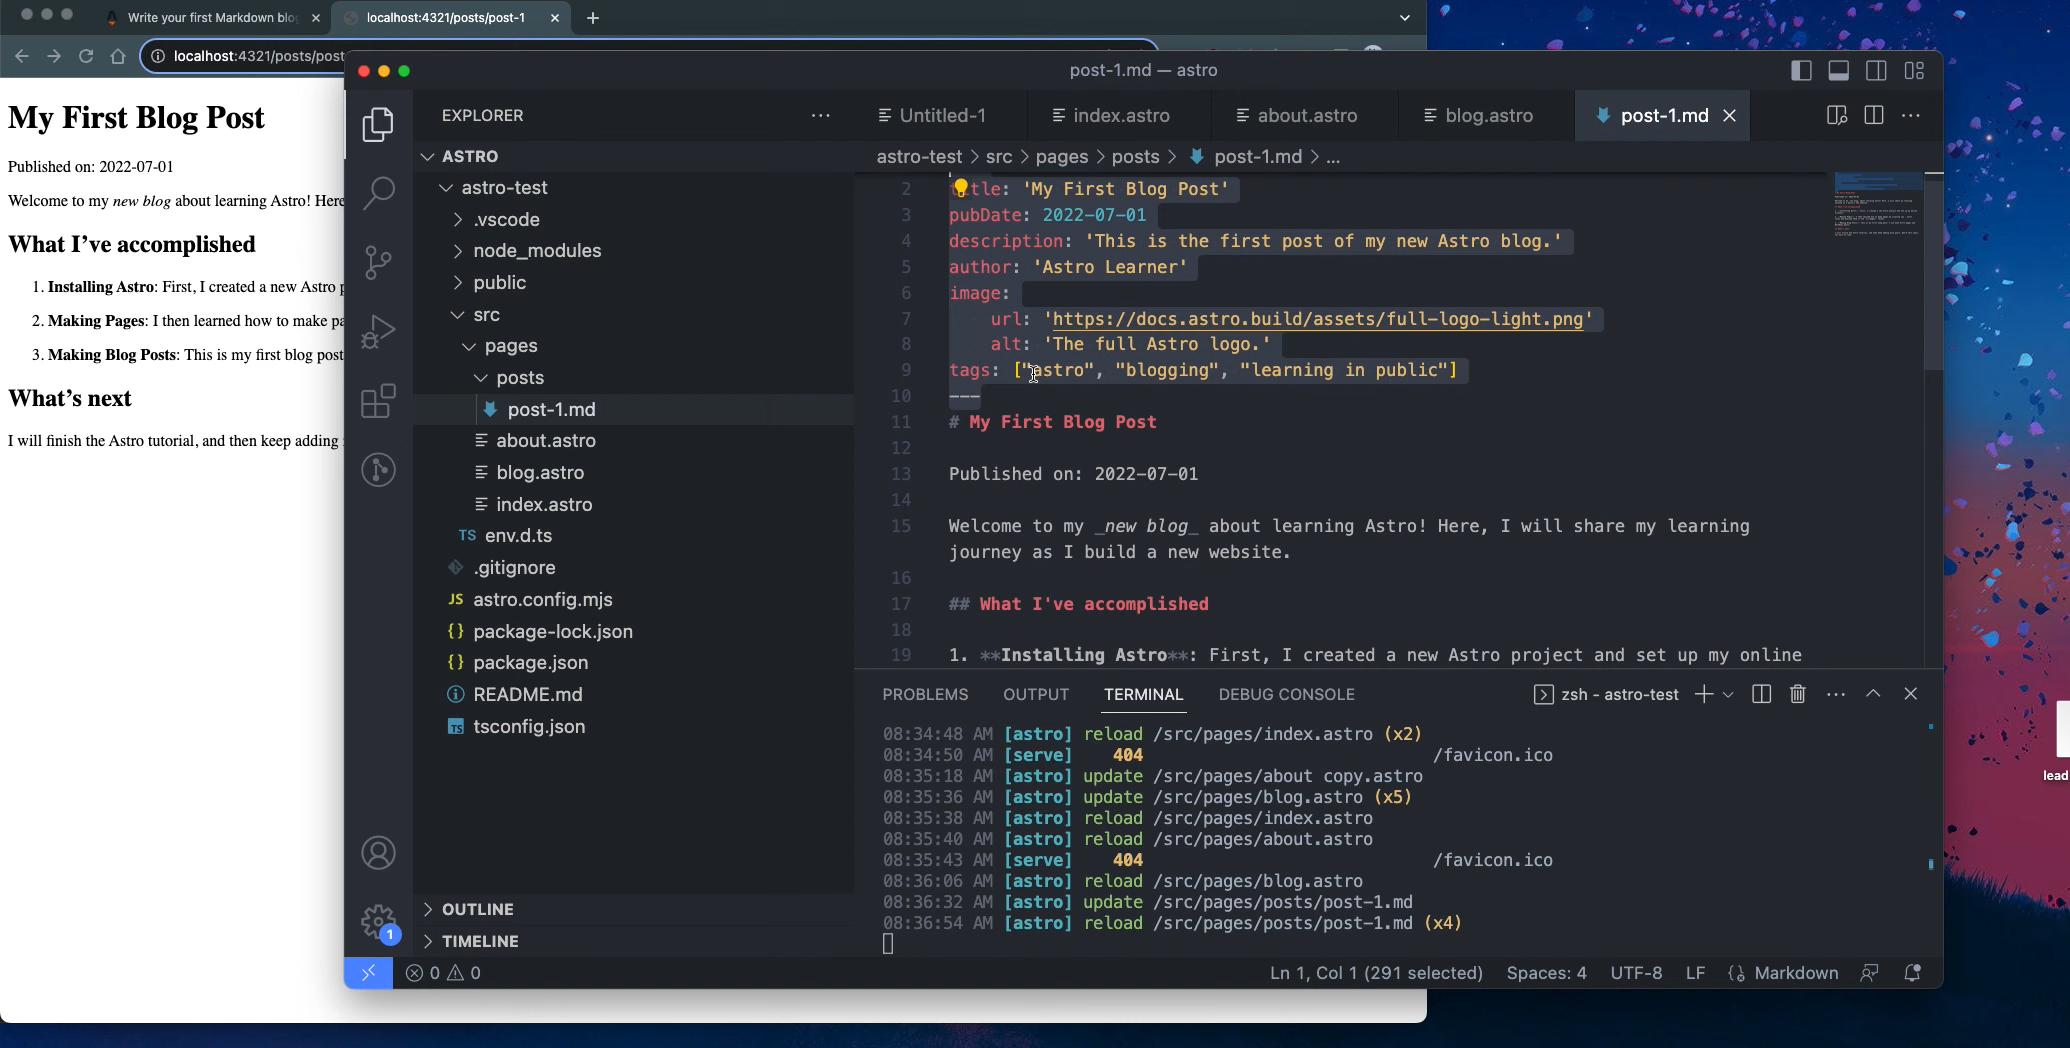 Write your first Markdown blo
localhost:4321/posts/post-1
localhost:4321/posts/post
My First Blog Post
Published on: 2022-07-01
Welcome to my new blog about learning Astro! Here
What I've accomplished
1. Installing Astro: First, I created a new Astro p
2. Making Pages: I then learned how to make pa
3. Making Blog Posts: This is my first blog post
What's next
I will finish the Astro tutorial, and then keep adding
post-1.md — astro
EXPLORER
ASTRO
astro-test
.vscode
node_modules
public
src
pages
posts
post-1.md
about.astro
blog.astro
index.astro
TS env.d.ts
.gitignore
JS astro.config.mjs
{} package-lock.json
{} package.json
README.md
TS tsconfig.json
OUTLINE
TIMELINE
1
Untitled-1
index.astro
about.astro
blog.astro
post-1.md
astro-test > src > pages > posts > post-1.md > ...
2 title: 'My First Blog Post'
3 pubDate: 2022-07-01
4 description: 'This is the first post of my new Astro blog.'
5 author: 'Astro Learner'
6 image:
7 url: 'https://docs.astro.build/assets/full-logo-light.png'
8 alt: 'The full Astro logo.'
9 tags: ["astro", "blogging", "learning in public"]
10 ---
11 # My First Blog Post
12
13 Published on: 2022-07-01
14
15 Welcome to my _new blog_ about learning Astro! Here, I will share my learning
journey as I build a new website.
16
17 ## What I've accomplished
18
19 1. **Installing Astro**: First, I created a new Astro project and set up my online
PROBLEMS OUTPUT TERMINAL DEBUG CONSOLE
zsh - astro-test
08:34:48 AM [astro] reload /src/pages/index.astro (x2)
08:34:50 AM [serve] 404 /favicon.ico
08:35:18 AM [astro] update /src/pages/about copy.astro
08:35:36 AM [astro] update /src/pages/blog.astro (x5)
08:35:38 AM [astro] reload /src/pages/index.astro
08:35:40 AM [astro] reload /src/pages/about.astro
08:35:43 AM [serve] 404 /favicon.ico
08:36:06 AM [astro] reload /src/pages/blog.astro
08:36:32 AM [astro] update /src/pages/posts/post-1.md
08:36:54 AM [astro] reload /src/pages/posts/post-1.md (x4)
0 0
Ln 1, Col 1 (291 selected)
Spaces: 4
UTF-8
LF
Markdown
lead